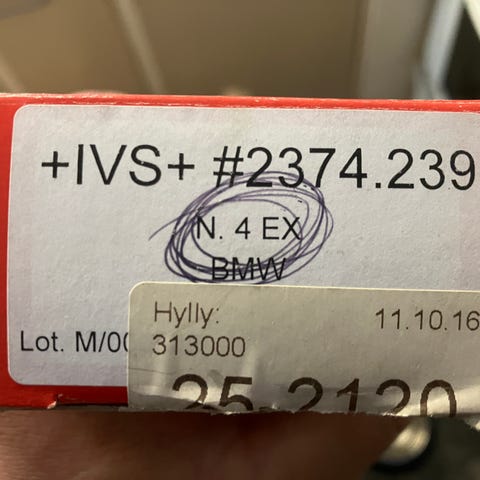 +IVS+ #2374.239
N. 4 EX
BMW
Lot. M/00
Hylly: 11.10.16
313000
25-2120